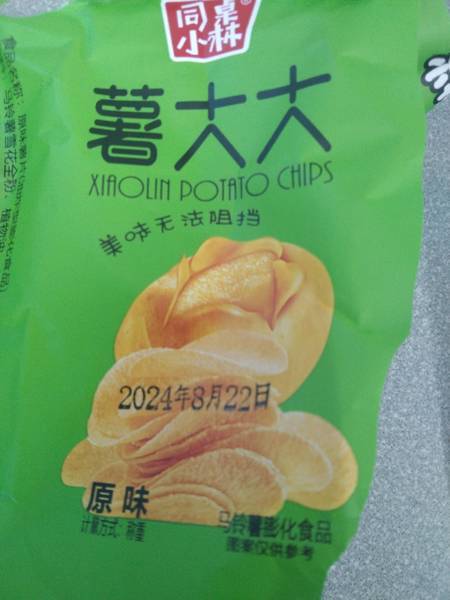 同桌
小林
薯大大
XIAOLIN POTATO CHIPS
美味无法阻挡
2024年8月22日
原味
计量方式：称重
马铃薯膨化食品
图案仅供参考